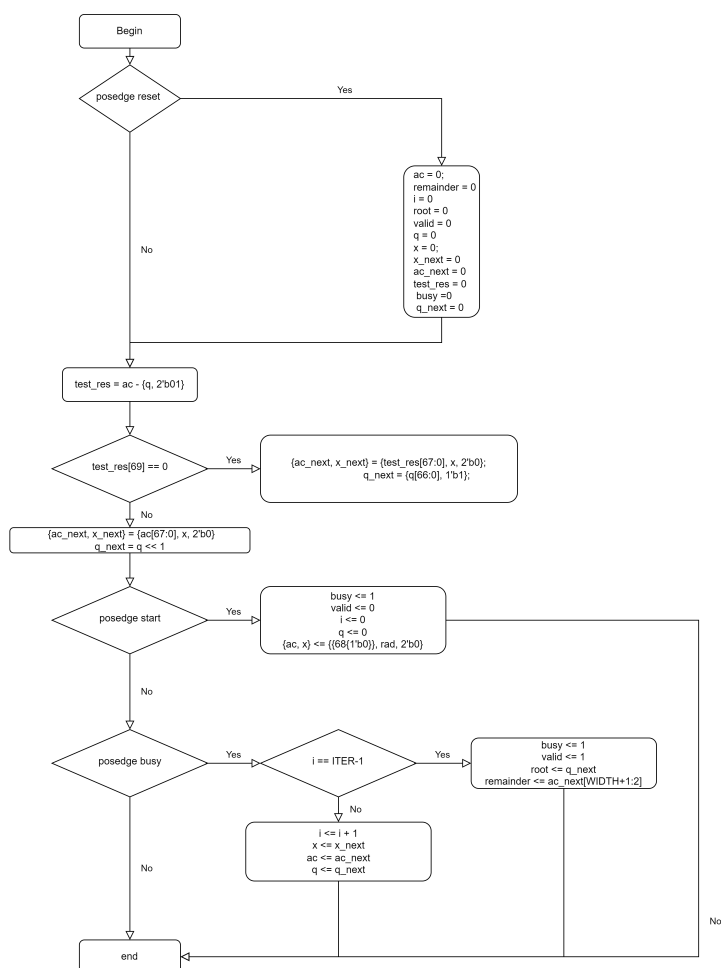 Begin
posedge reset
Yes
ac = 0;
remainder = 0
i = 0
root = 0
valid = 0
q = 0
x = 0;
x_next = 0
ac_next = 0
test_res = 0
busy =0
q_next = 0
No
test_res = ac - {q, 2'b01}
test_res[69] == 0
Yes
{ac_next, x_next} = {test_res[67:0], x, 2'b0};
q_next = {q[66:0], 1'b1};
No
{ac_next, x_next} = {ac[67:0], x, 2'b0}
q_next = q << 1
posedge start
Yes
busy <= 1
valid <= 0
i <= 0
q <= 0
{ac, x} <= {{68{1'b0}}, rad, 2'b0}
No
posedge busy
Yes
i == ITER-1
Yes
busy <= 1
valid <= 1
root <= q_next
remainder <= ac_next[WIDTH+1:2]
No
i <= i + 1
x <= x_next
ac <= ac_next
q <= q_next
No
No
end